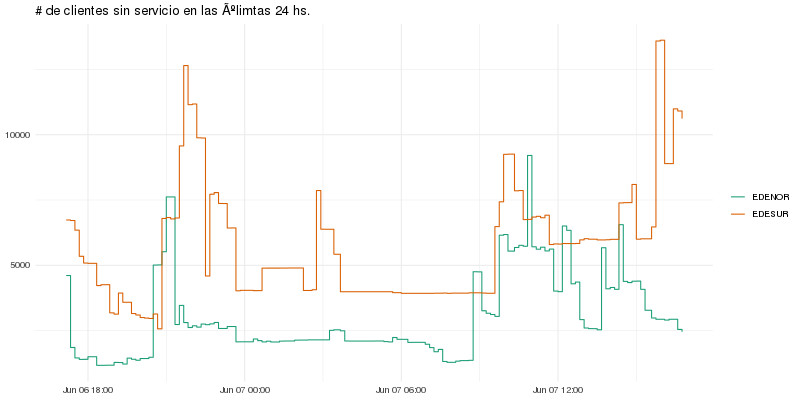 # de clientes sin servicio en las Ãºlimtas 24 hs.
10000
5000
EDENOR
EDESUR
Jun 06 18:00
Jun 07 00:00
Jun 07 06:00
Jun 07 12:00